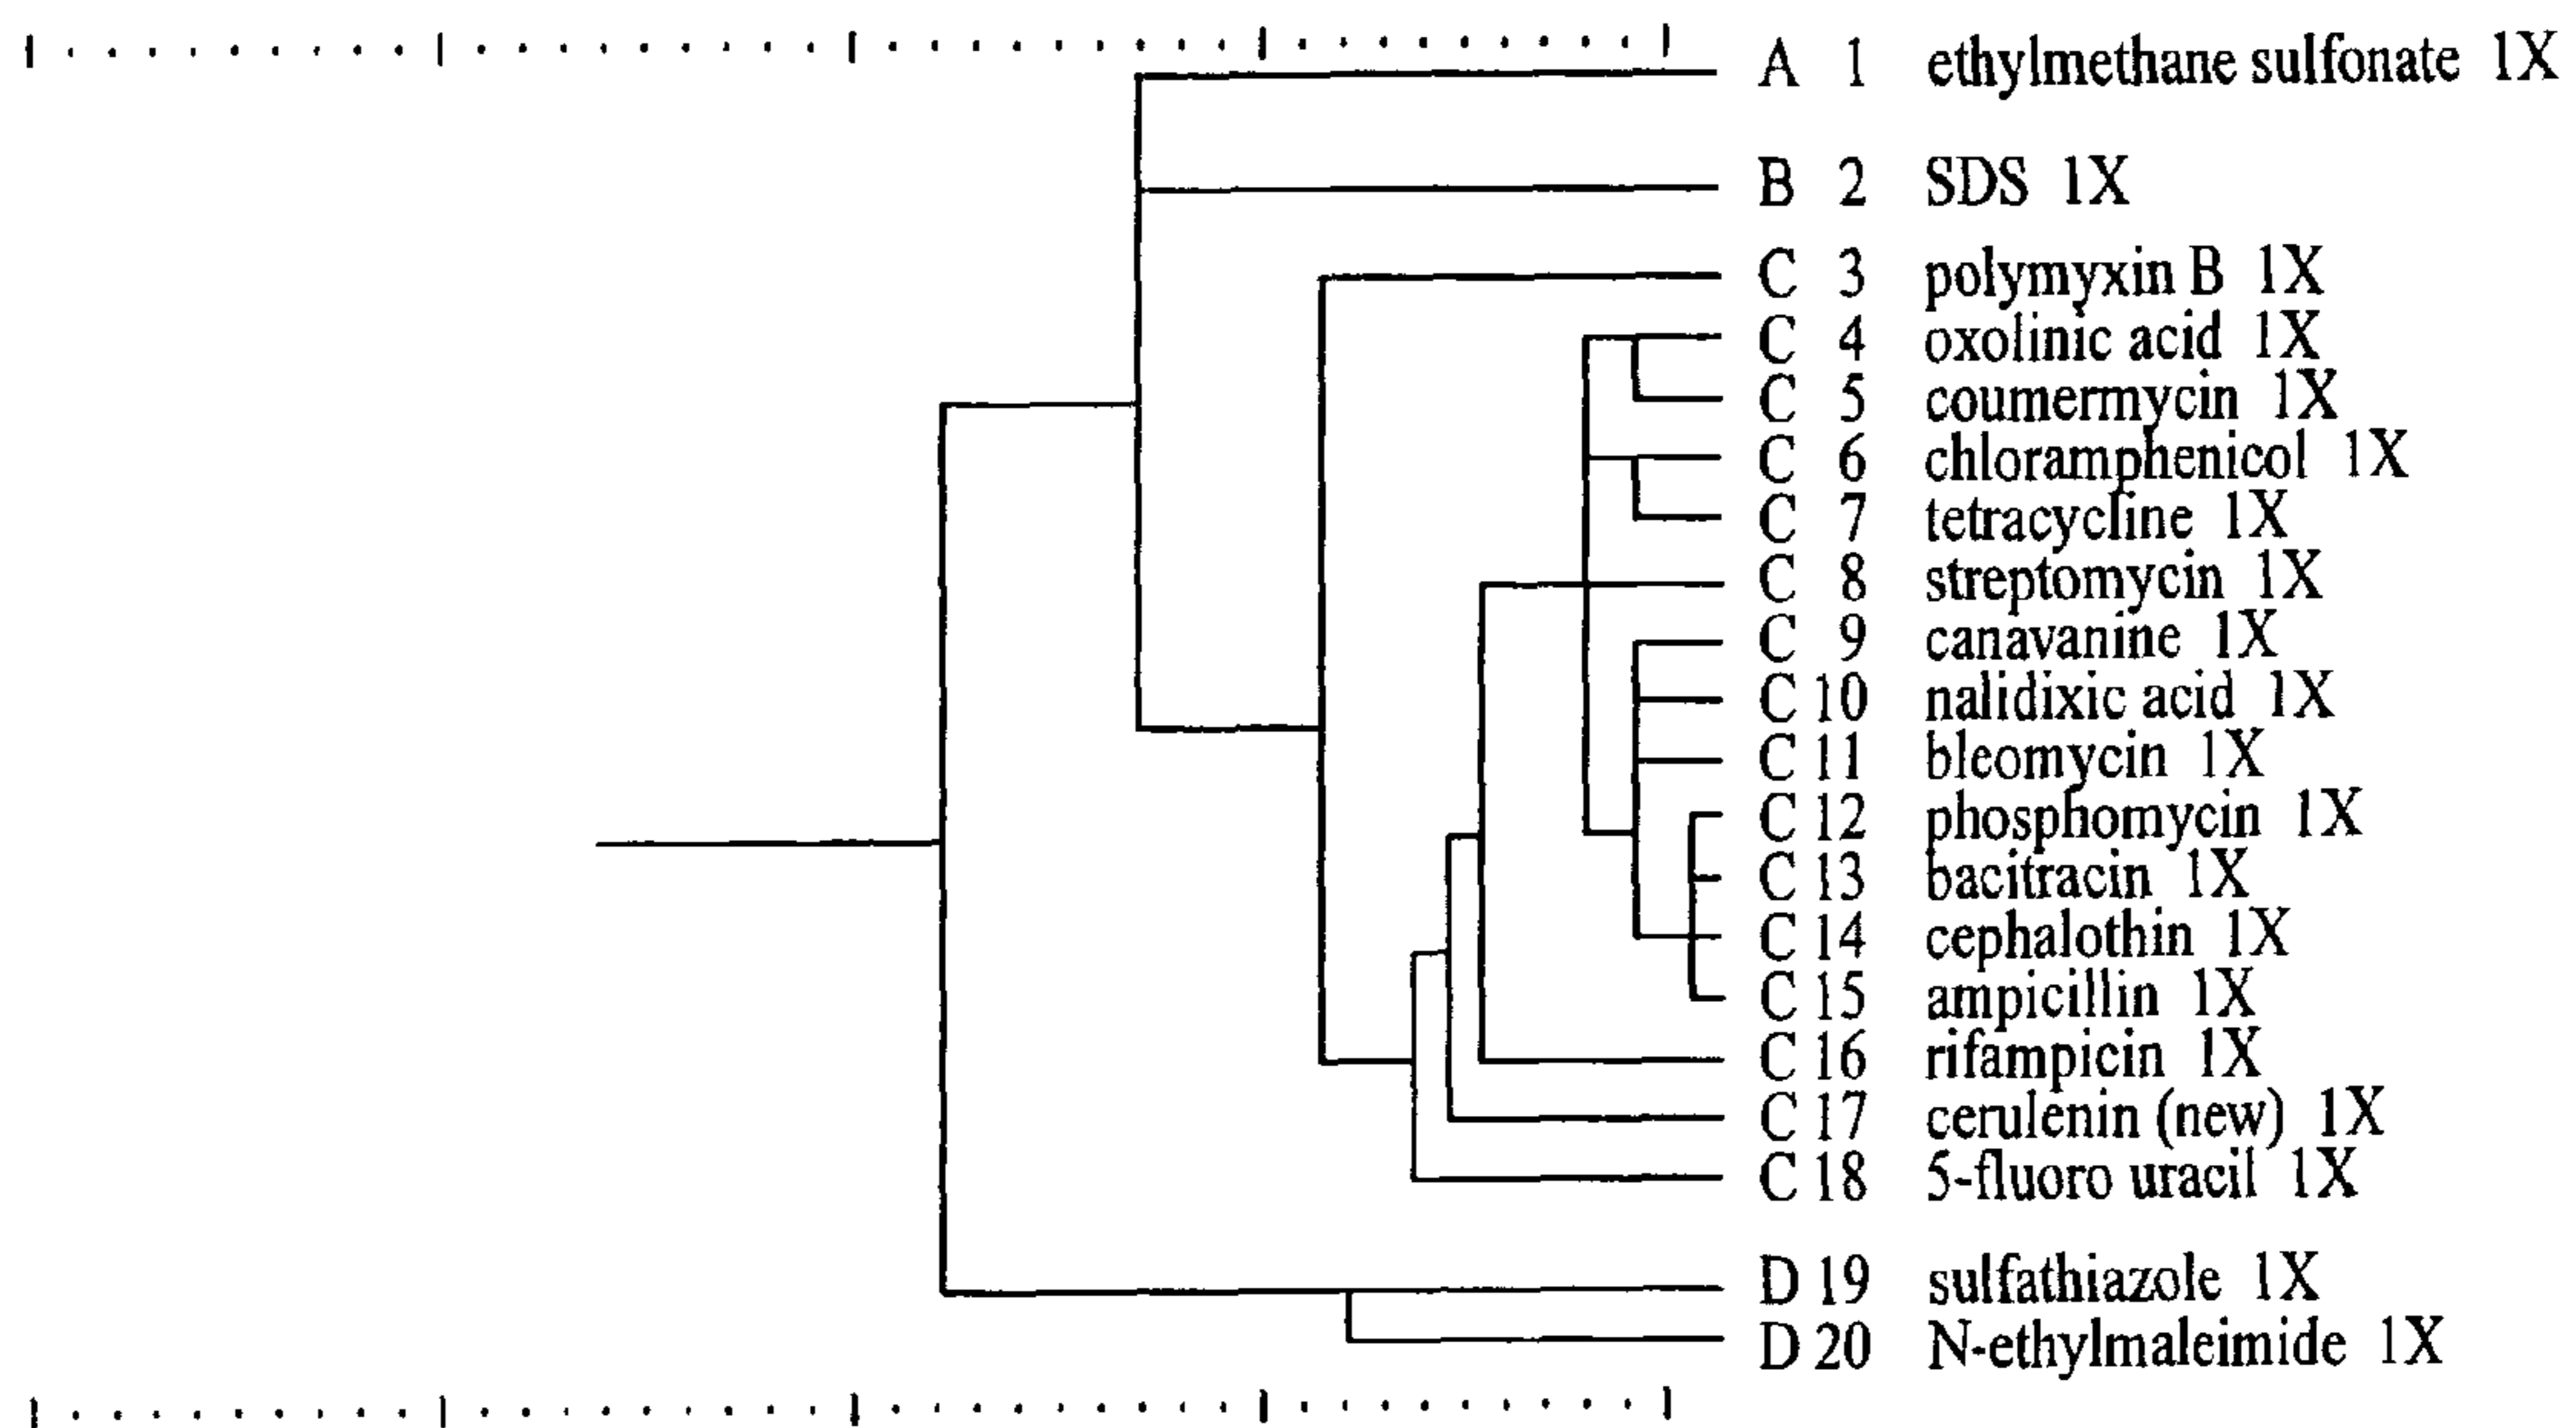 A 1 ethylmethane sulfonate 1X
B 2 SDS 1X
C 3 polymyxin B 1X
C 4 oxolinic acid 1X
C 5 coumermycin 1X
C 6 chloramphenicol 1X
C 7 tetracycline 1X
C 8 streptomycin 1X
C 9 canavanine 1X
C 10 nalidixic acid 1X
C 11 bleomycin 1X
C 12 phosphomycin 1X
C 13 bacitracin 1X
C 14 cephalothin 1X
C 15 ampicillin 1X
C 16 rifampicin 1X
C 17 cerulenin (new) 1X
C 18 5-fluoro uracil 1X
D 19 sulfathiazole 1X
D 20 N-ethylmaleimide 1X